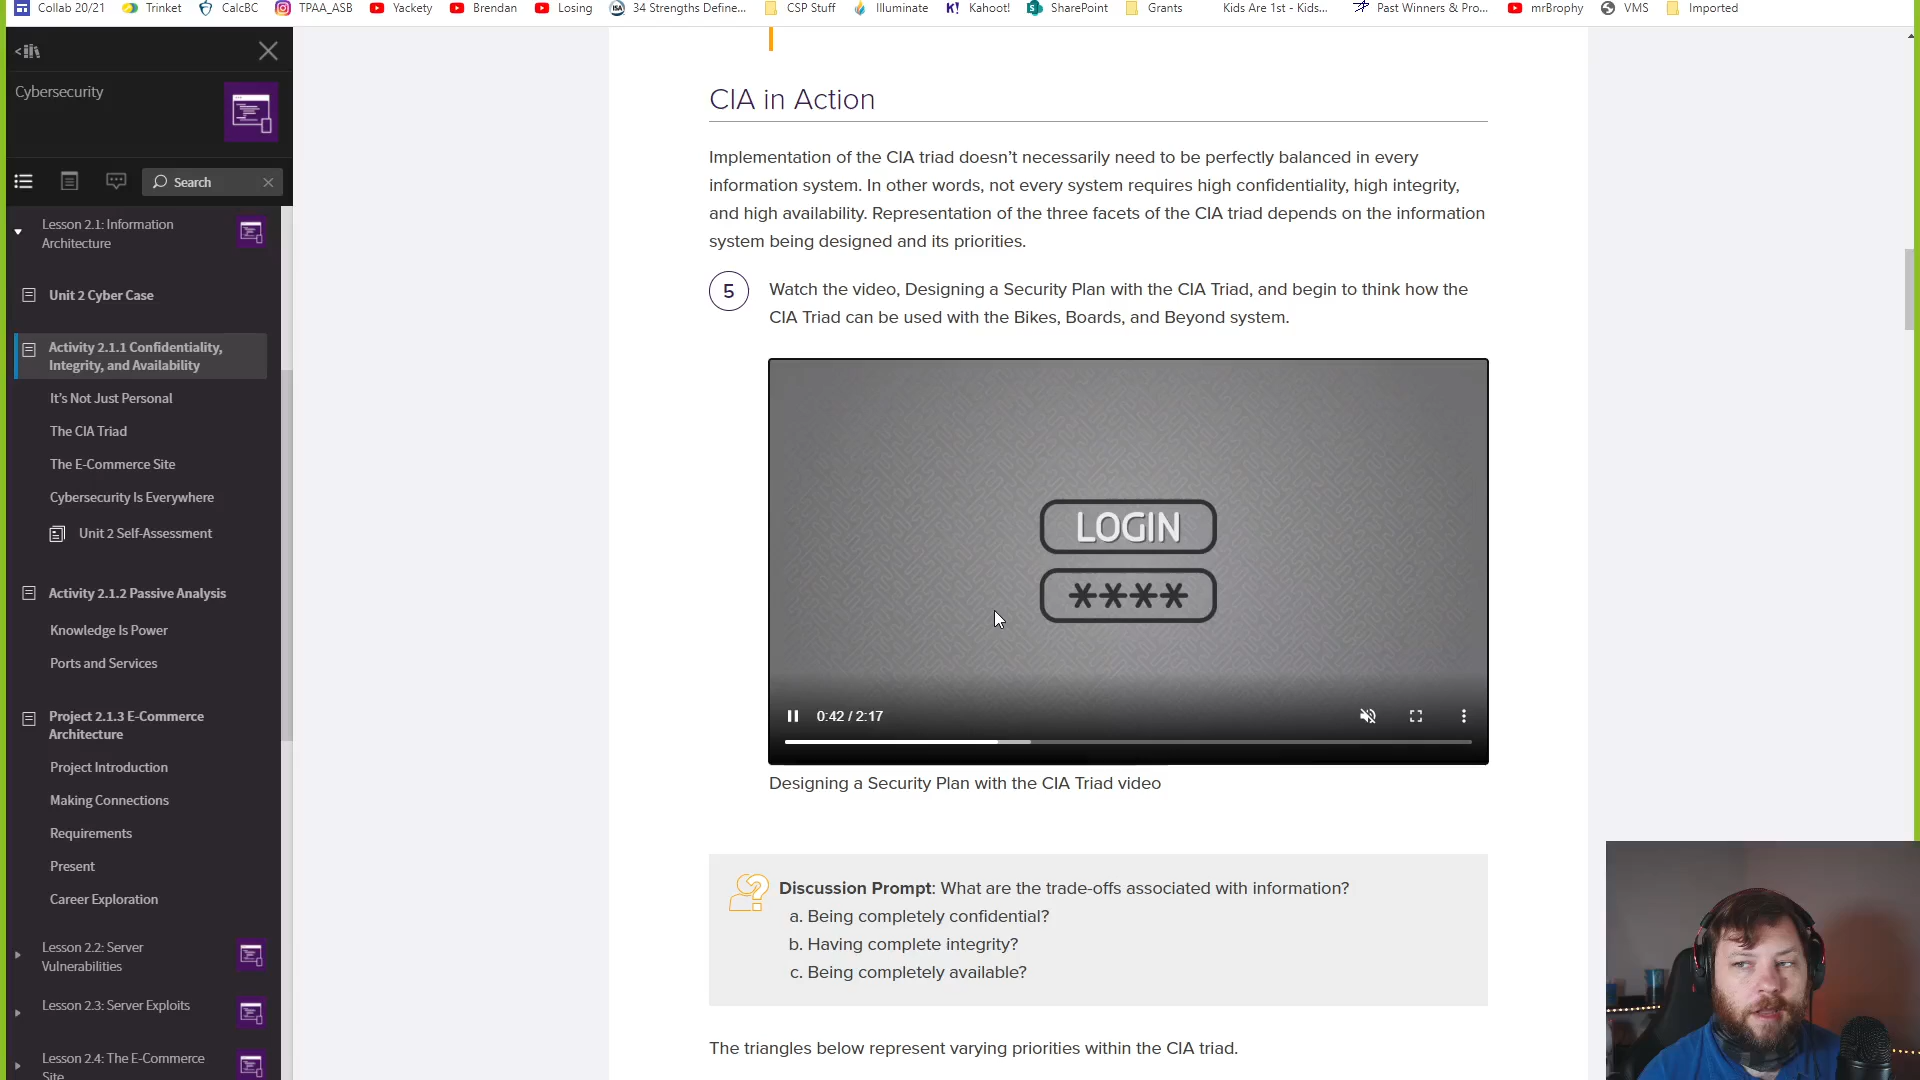 Collab 20/21 Trinket CalcBC TPAA_ASB Yackety Brendan Losing 34 Strengths Define... CSP Stuff Illuminate Kahoot! SharePoint Grants Kids Are 1st - Kids... Past Winners & Pro... mrBrophy VMS Imported
Cybersecurity
Search
Lesson 2.1: Information
Architecture
Unit 2 Cyber Case
Activity 2.1.1 Confidentiality,
Integrity, and Availability
It's Not Just Personal
The CIA Triad
The E-Commerce Site
Cybersecurity Is Everywhere
Unit 2 Self-Assessment
Activity 2.1.2 Passive Analysis
Knowledge Is Power
Ports and Services
Project 2.1.3 E-Commerce
Architecture
Project Introduction
Making Connections
Requirements
Present
Career Exploration
Lesson 2.2: Server
Vulnerabilities
Lesson 2.3: Server Exploits
Lesson 2.4: The E-Commerce
Site
CIA in Action
Implementation of the CIA triad doesn't necessarily need to be perfectly balanced in every
information system. In other words, not every system requires high confidentiality, high integrity,
and high availability. Representation of the three facets of the CIA triad depends on the information
system being designed and its priorities.
5 Watch the video, Designing a Security Plan with the CIA Triad, and begin to think how the
CIA Triad can be used with the Bikes, Boards, and Beyond system.
LOGIN
****
0:42 / 2:17
Designing a Security Plan with the CIA Triad video
Discussion Prompt: What are the trade-offs associated with information?
a. Being completely confidential?
b. Having complete integrity?
c. Being completely available?
The triangles below represent varying priorities within the CIA triad.